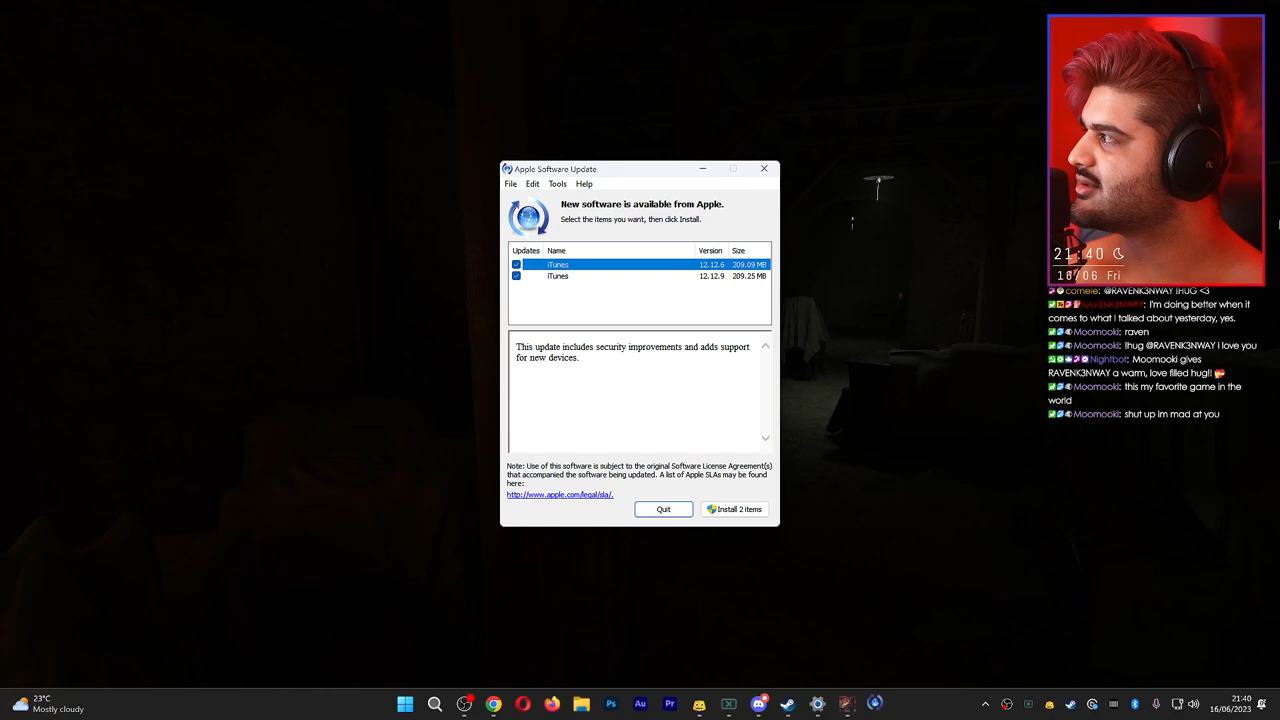 Apple Software Update
File Edit Tools Help
New software is available from Apple.
Select the items you want, then click Install.
Updates Name Version Size
iTunes 12.12.6 209.09 MB
iTunes 12.12.9 209.25 MB
This update includes security improvements and adds support
for new devices.
Note: Use of this software is subject to the original Software License Agreement(s)
that accompanied the software being updated. A list of Apple SLAs may be found
here:
http://www.apple.com/legal/sla/.
Quit Install 2 items
21:40
16/06 Fri
corneie: @RAVENK3NWAY !HUG <3
RAVENK3NWAY: I'm doing better when it
comes to what I talked about yesterday, yes.
Moomooki: raven
Moomooki: !hug @RAVENK3NWAY I love you
Nightbot: Moomooki gives
RAVENK3NWAY a warm, love filled hug!!
Moomooki: this my favorite game in the
world
Moomooki: shut up im mad at you
23°C
Mostly cloudy
Ps Au Pr
21:40
16/06/2023